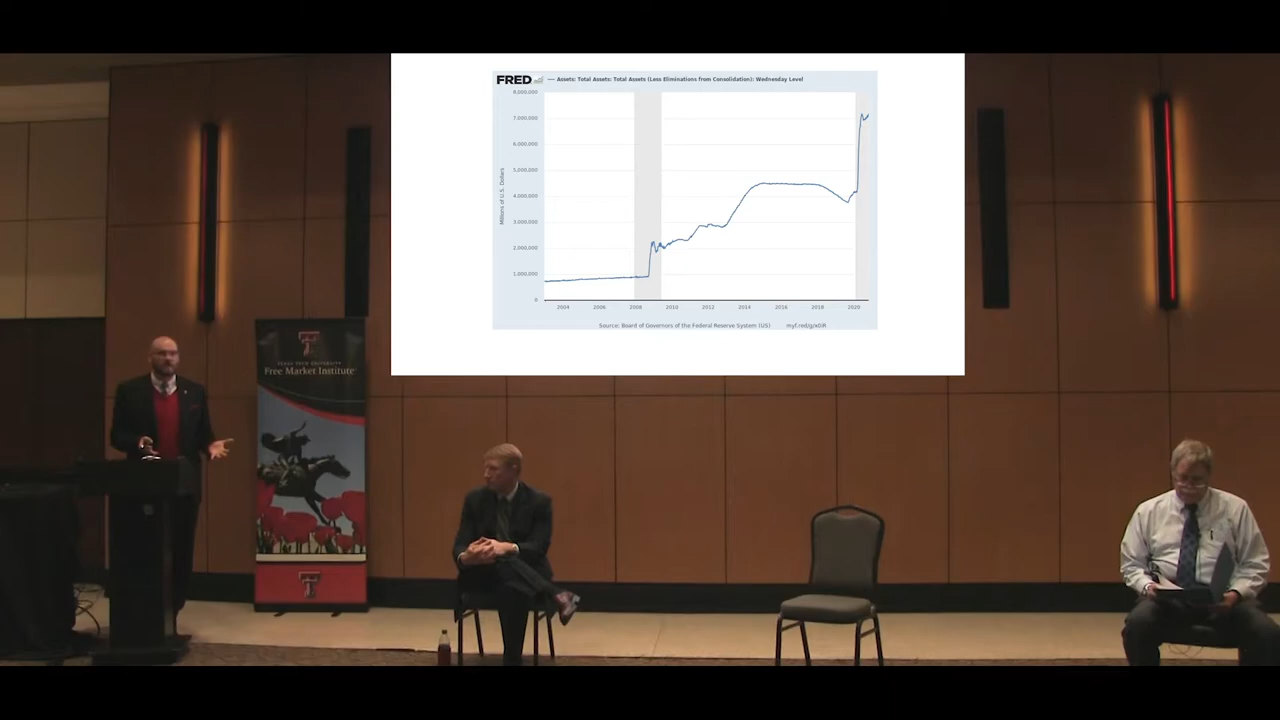 FRED
Assets: Total Assets: Total Assets (Less Eliminations from Consolidation): Wednesday Level
8,000,000
7,000,000
6,000,000
5,000,000
4,000,000
3,000,000
2,000,000
1,000,000
0
Millions of U.S. Dollars
2004 2006 2008 2010 2012 2014 2016 2018 2020
Source: Board of Governors of the Federal Reserve System (US)
TEXAS TECH UNIVERSITY
Free Market Institute